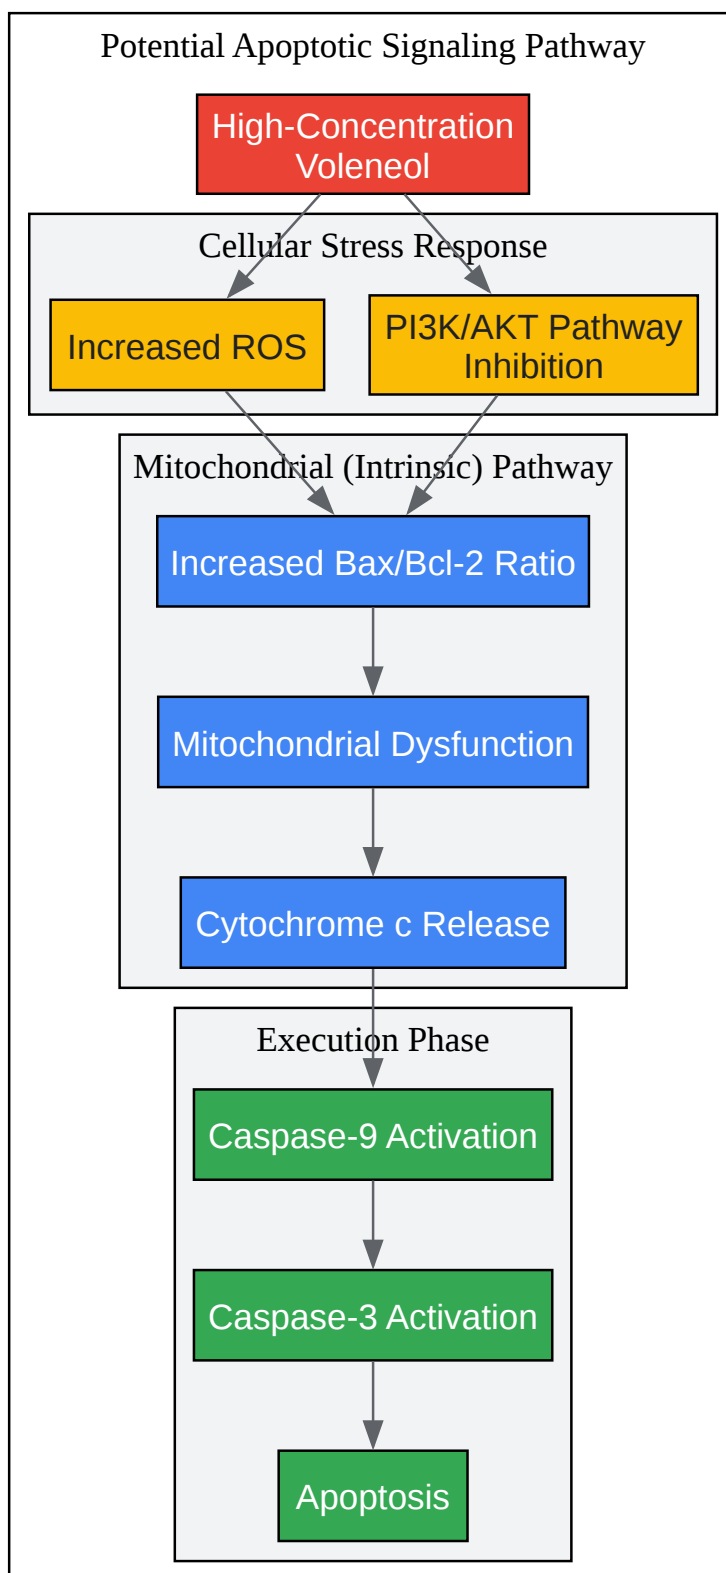 Potential Apoptotic Signaling Pathway
High-Concentration
Voleneol
Cellular Stress Response
Increased ROS
PI3K/AKT Pathway
Inhibition
Mitochondrial (Intrinsic) Pathway
Increased Bax/Bcl-2 Ratio
Mitochondrial Dysfunction
Cytochrome c Release
Execution Phase
Caspase-9 Activation
Caspase-3 Activation
Apoptosis